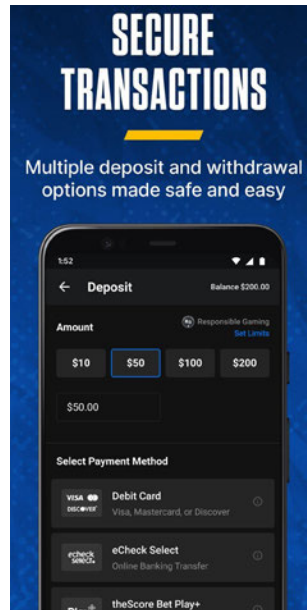 SECURE
TRANSACTIONS
Multiple deposit and withdrawal
options made safe and easy
1:52
Deposit
Balance $200.00
Amount
Responsible Gaming
Set Limits
$10 $50 $100 $200
$50.00
Select Payment Method
VISA
DISCOVER
Debit Card
Visa, Mastercard, or Discover
echeck
select.
eCheck Select
Online Banking Transfer
theScore Bet Play+